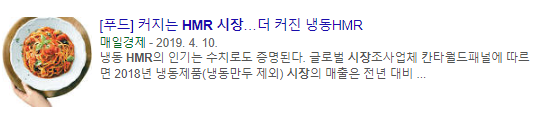 [푸드] 커지는 HMR 시장…더 커진 냉동HMR
매일경제 - 2019. 4. 10.
냉동 HMR의 인기는 수치로도 증명된다. 글로벌 시장조사업체 칸타월드패널에 따르
면 2018년 냉동제품(냉동만두 제외) 시장의 매출은 전년 대비 ...